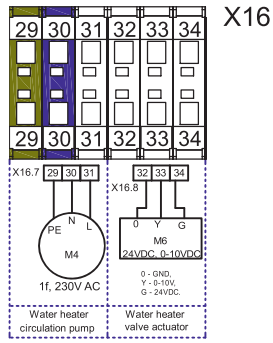 X16
29 30 31 32 33 34
29 30 31 32 33 34
X16.7 29 30 31
32 33 34
X16.8
PE N L
0 Y G
M4
M6
24VDC, 0-10VDC
1f, 230V AC
0 - GND,
Y - 0-10V,
G - 24VDC.
Water heater
circulation pump
Water heater
valve actuator